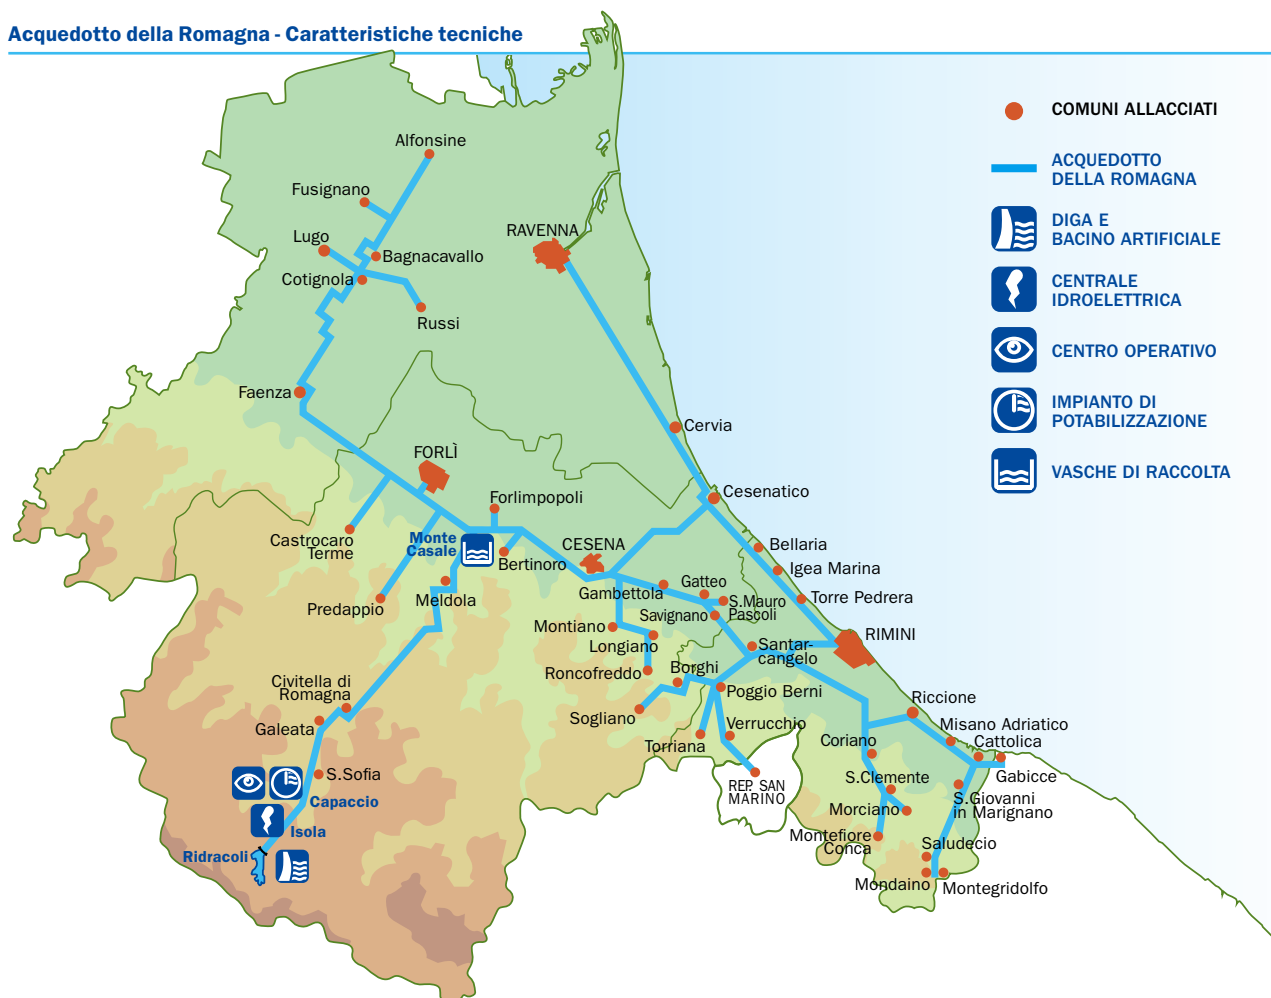 Acquedotto della Romagna - Caratteristiche tecniche
COMUNI ALLACCIATI
ACQUEDOTTO
DELLA ROMAGNA
DIGA E
BACINO ARTIFICIALE
CENTRALE
IDROELETTRICA
CENTRO OPERATIVO
IMPIANTO DI
POTABILIZZAZIONE
VASCHE DI RACCOLTA
Alfonsine
Fusignano
Lugo
Bagnacavallo
Cotignola
Russi
RAVENNA
Faenza
Cervia
FORLÌ
Cesenatico
Forlimpopoli
Castrocaro
Terme
Monte
Casale
Bertinoro
CESENA
Bellaria
Igea Marina
Predappio
Meldola
Gambettola
Gatteo
S.Mauro
Pascoli
Torre Pedrera
Savignano
Montiano
Longiano
RIMINI
Santar-
cangelo
Roncofreddo
Borghi
Poggio Berni
Civitella di
Romagna
Sogliano
Galeata
Torriana
Verrucchio
Riccione
Misano Adriatico
Cattolica
Coriano
Gabicce
S.Sofia
REP. SAN
MARINO
S.Clemente
Capaccio
Morciano
S.Giovanni
in Marignano
Isola
Montefiore
Conca
Saludecio
Ridracoli
Mondaino
Montegridolfo